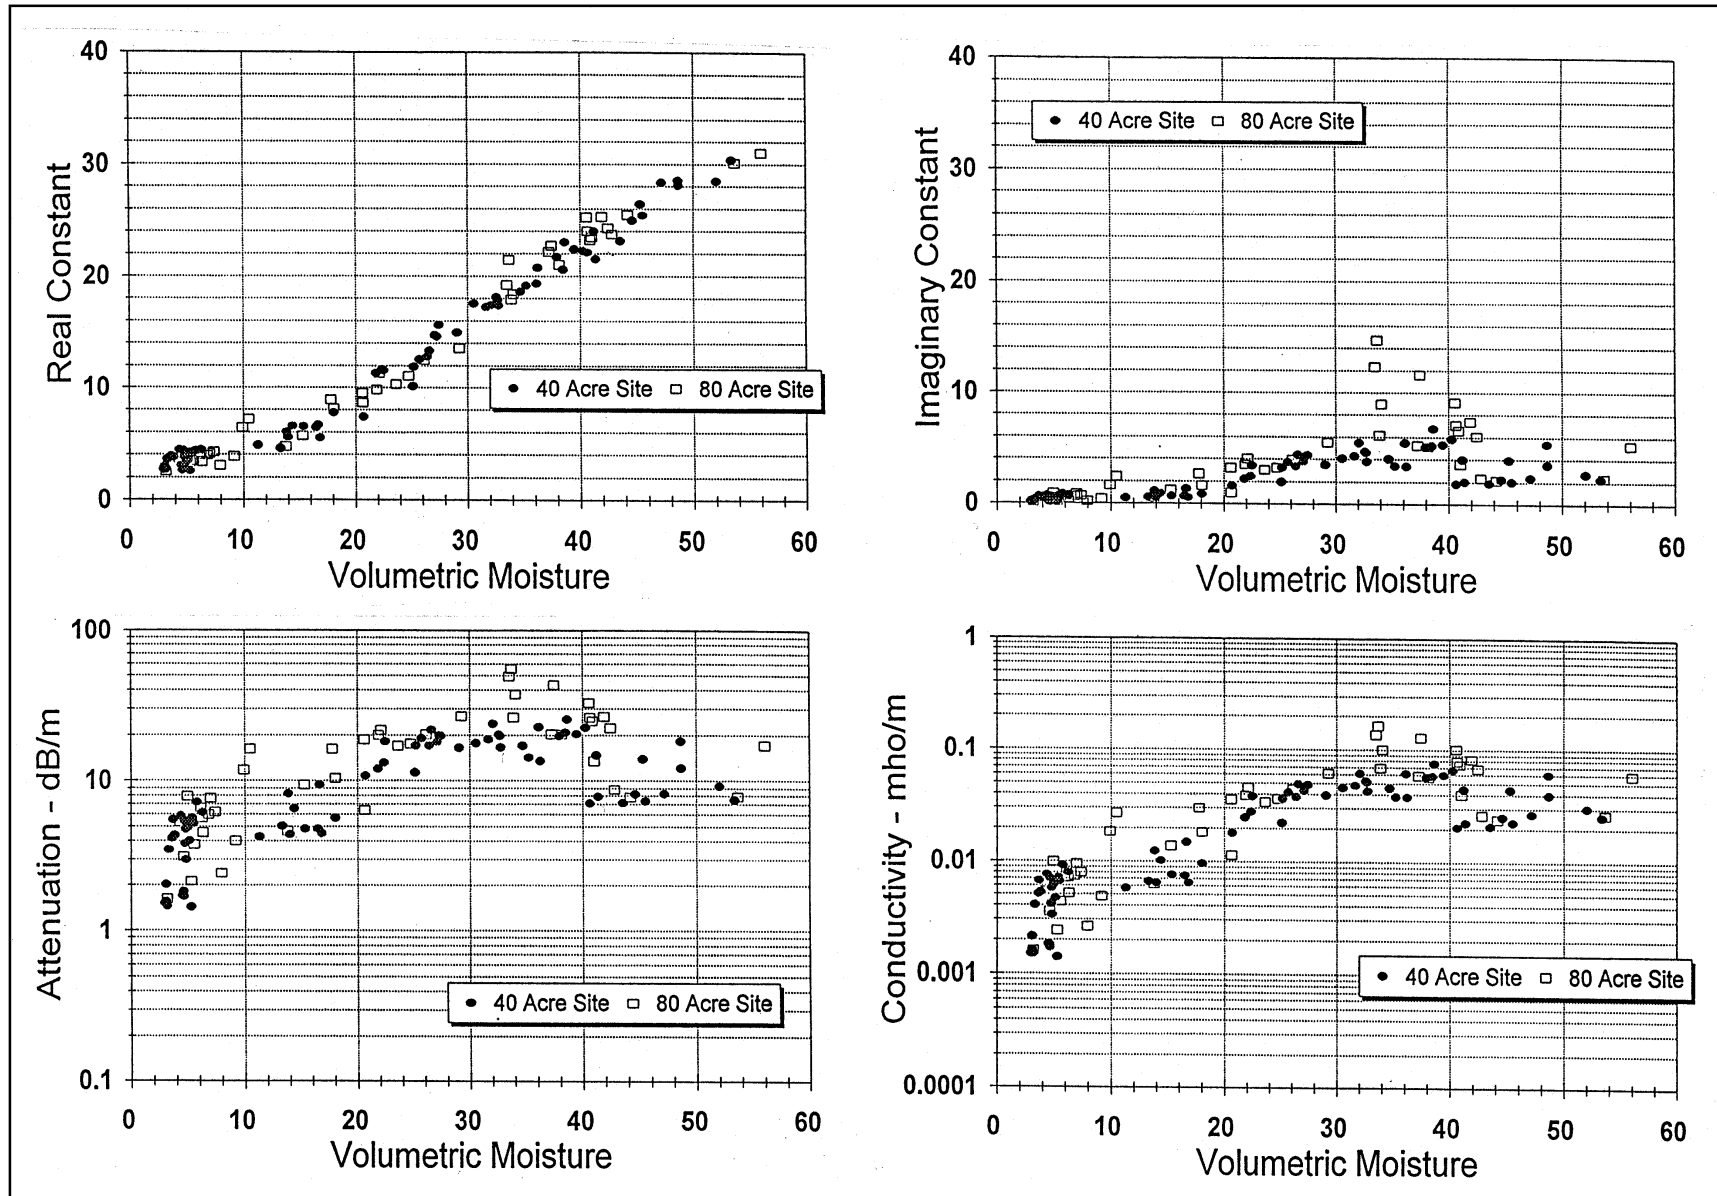 40
30
20
10
0
Real Constant
40 Acre Site 80 Acre Site
0 10 20 30 40 50 60
Volumetric Moisture
40
30
20
10
0
Imaginary Constant
40 Acre Site 80 Acre Site
0 10 20 30 40 50 60
Volumetric Moisture
100
10
1
0.1
Attenuation - dB/m
40 Acre Site 80 Acre Site
0 10 20 30 40 50 60
Volumetric Moisture
1
0.1
0.01
0.001
0.0001
Conductivity - mho/m
40 Acre Site 80 Acre Site
0 10 20 30 40 50 60
Volumetric Moisture